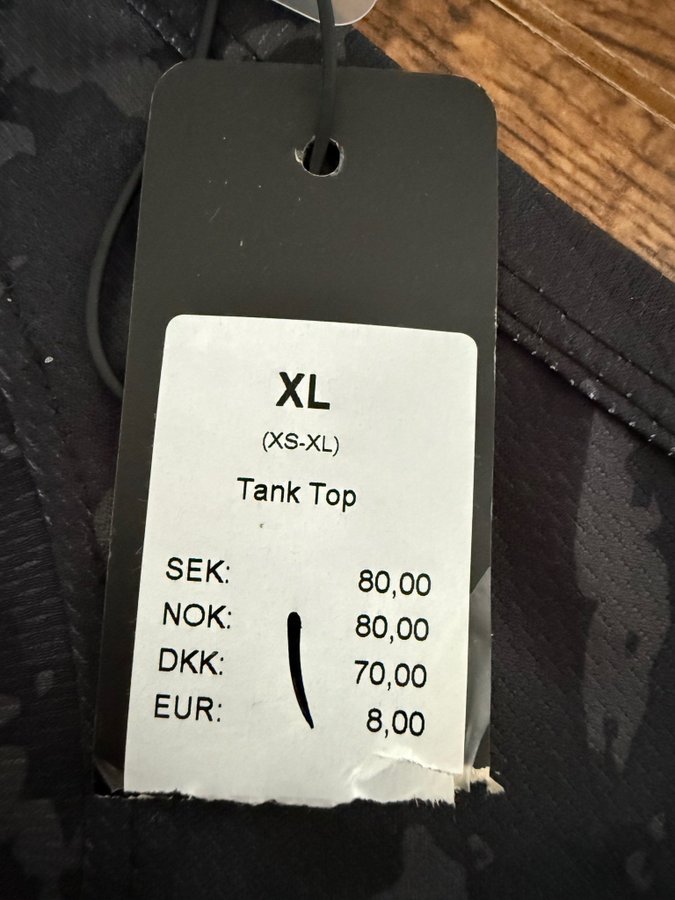 XL
(XS-XL)
Tank Top
SEK: 80,00
NOK: 80,00
DKK: 70,00
EUR: 8,00